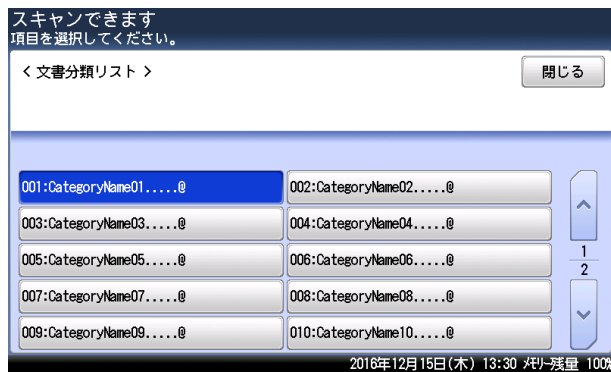 スキャンできます
項目を選択してください。
< 文書分類リスト >
閉じる
001:CategoryName01.....@
002:CategoryName02.....@
003:CategoryName03.....@
004:CategoryName04.....@
005:CategoryName05.....@
006:CategoryName06.....@
007:CategoryName07.....@
008:CategoryName08.....@
009:CategoryName09.....@
010:CategoryName10.....@
1
2
2016年12月15日(木) 13:30 メモリー残量 100%